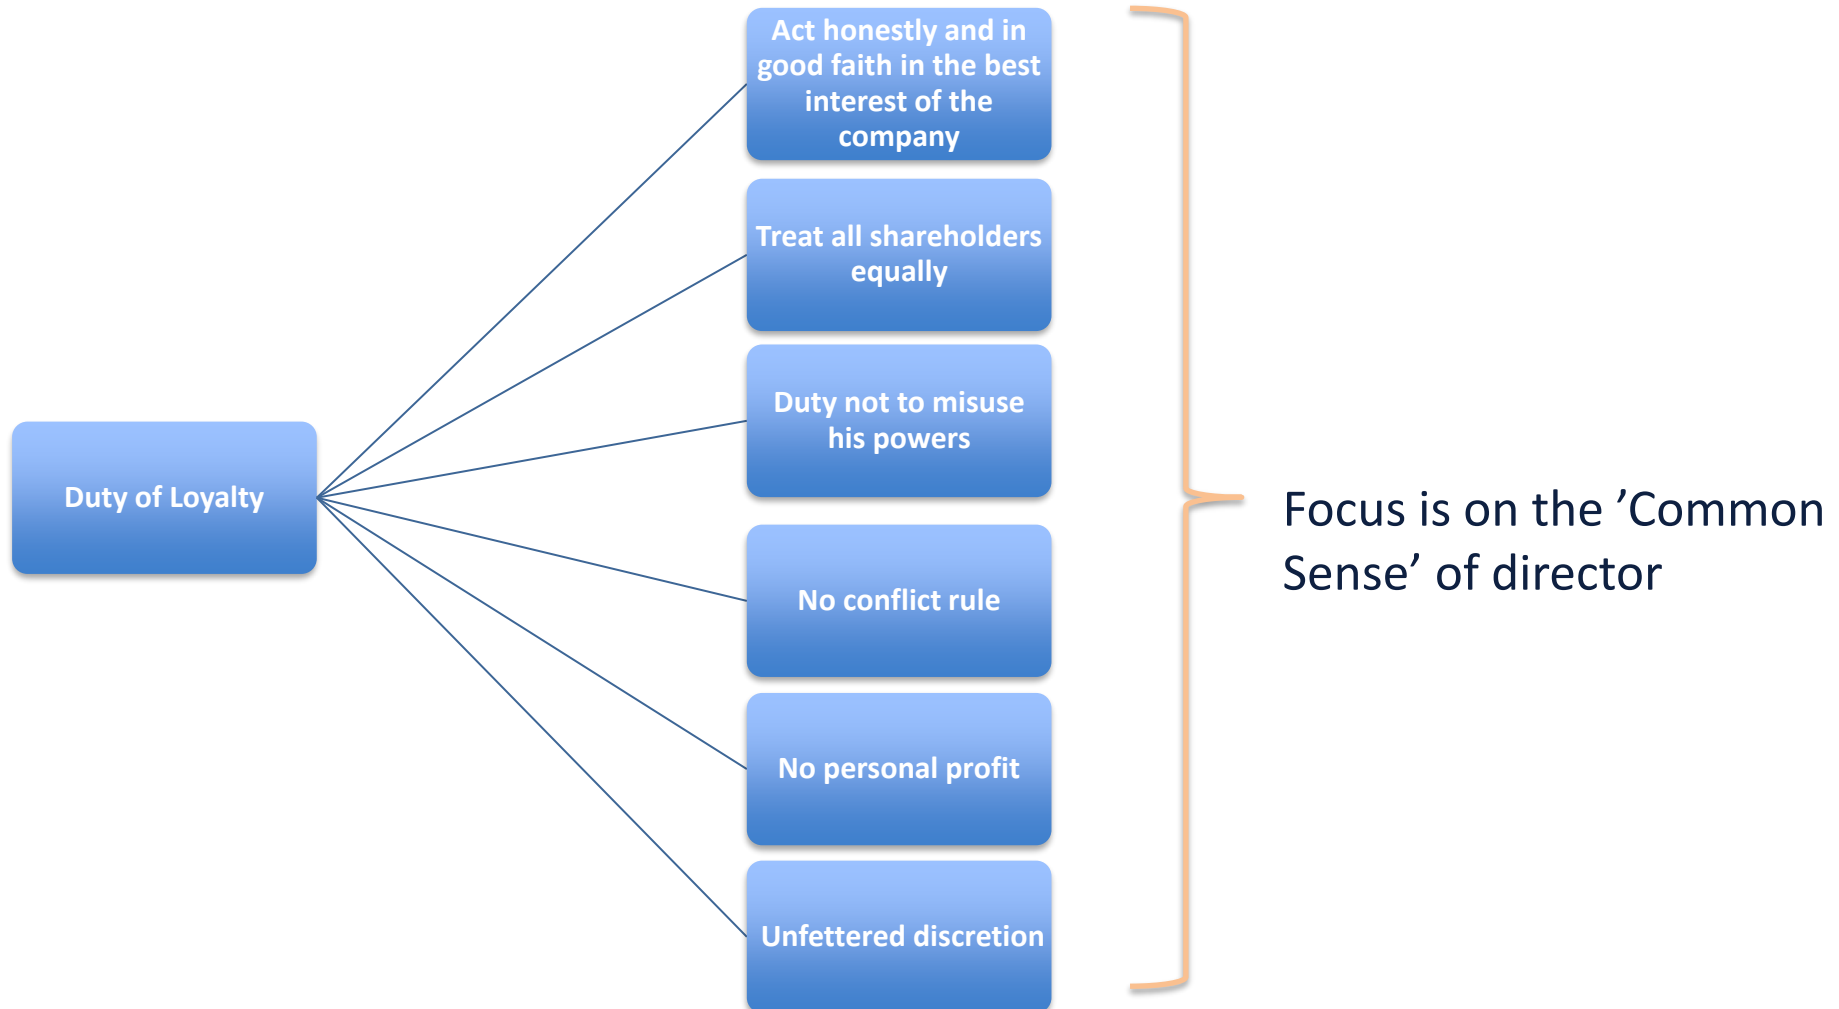 Act honestly and in
good faith in the best
interest of the
company
Treat all shareholders
equally
Duty not to misuse
his powers
Duty of Loyalty
Focus is on the ’Common
Sense’ of director
No conflict rule
No personal profit
Unfettered discretion